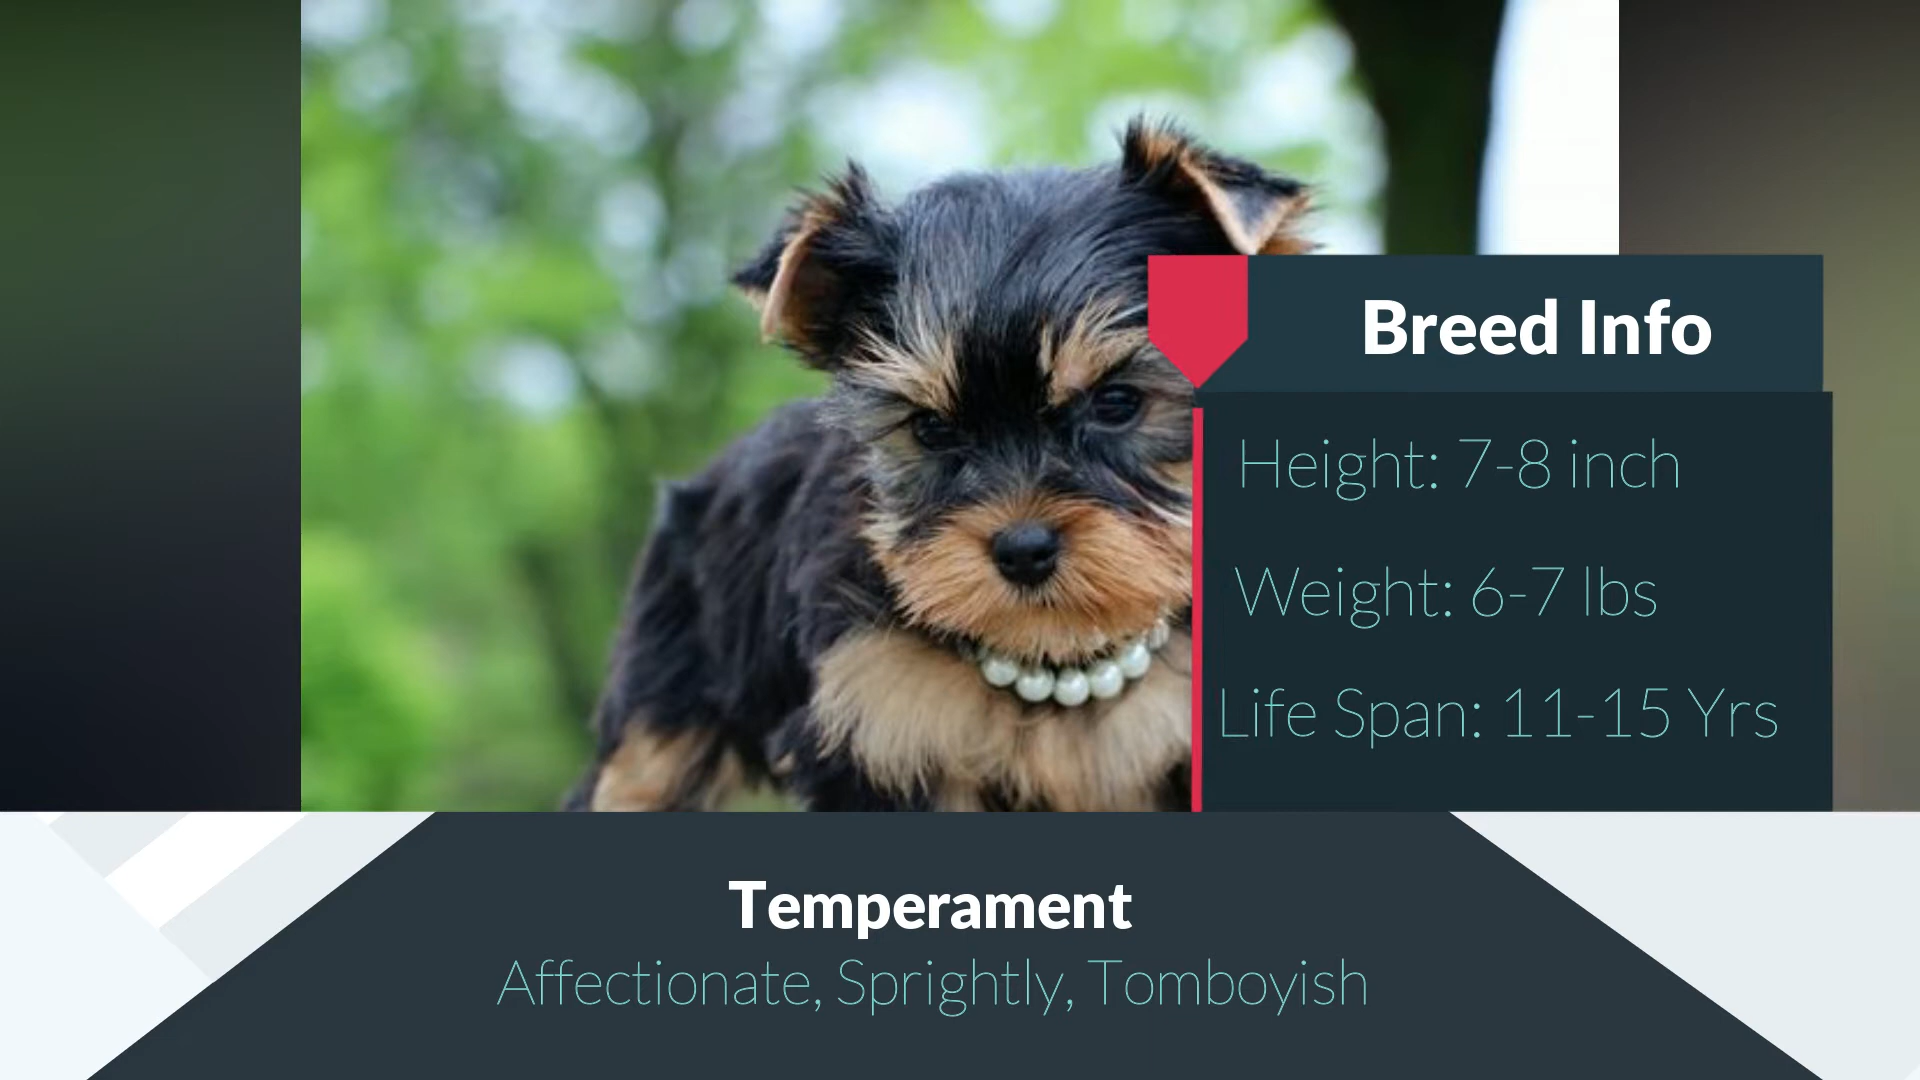 Breed Info
Height: 7-8 inch
Weight: 6-7 lbs
Life Span: 11-15 Yrs
Temperament
Affectionate, Sprightly, Tomboyish